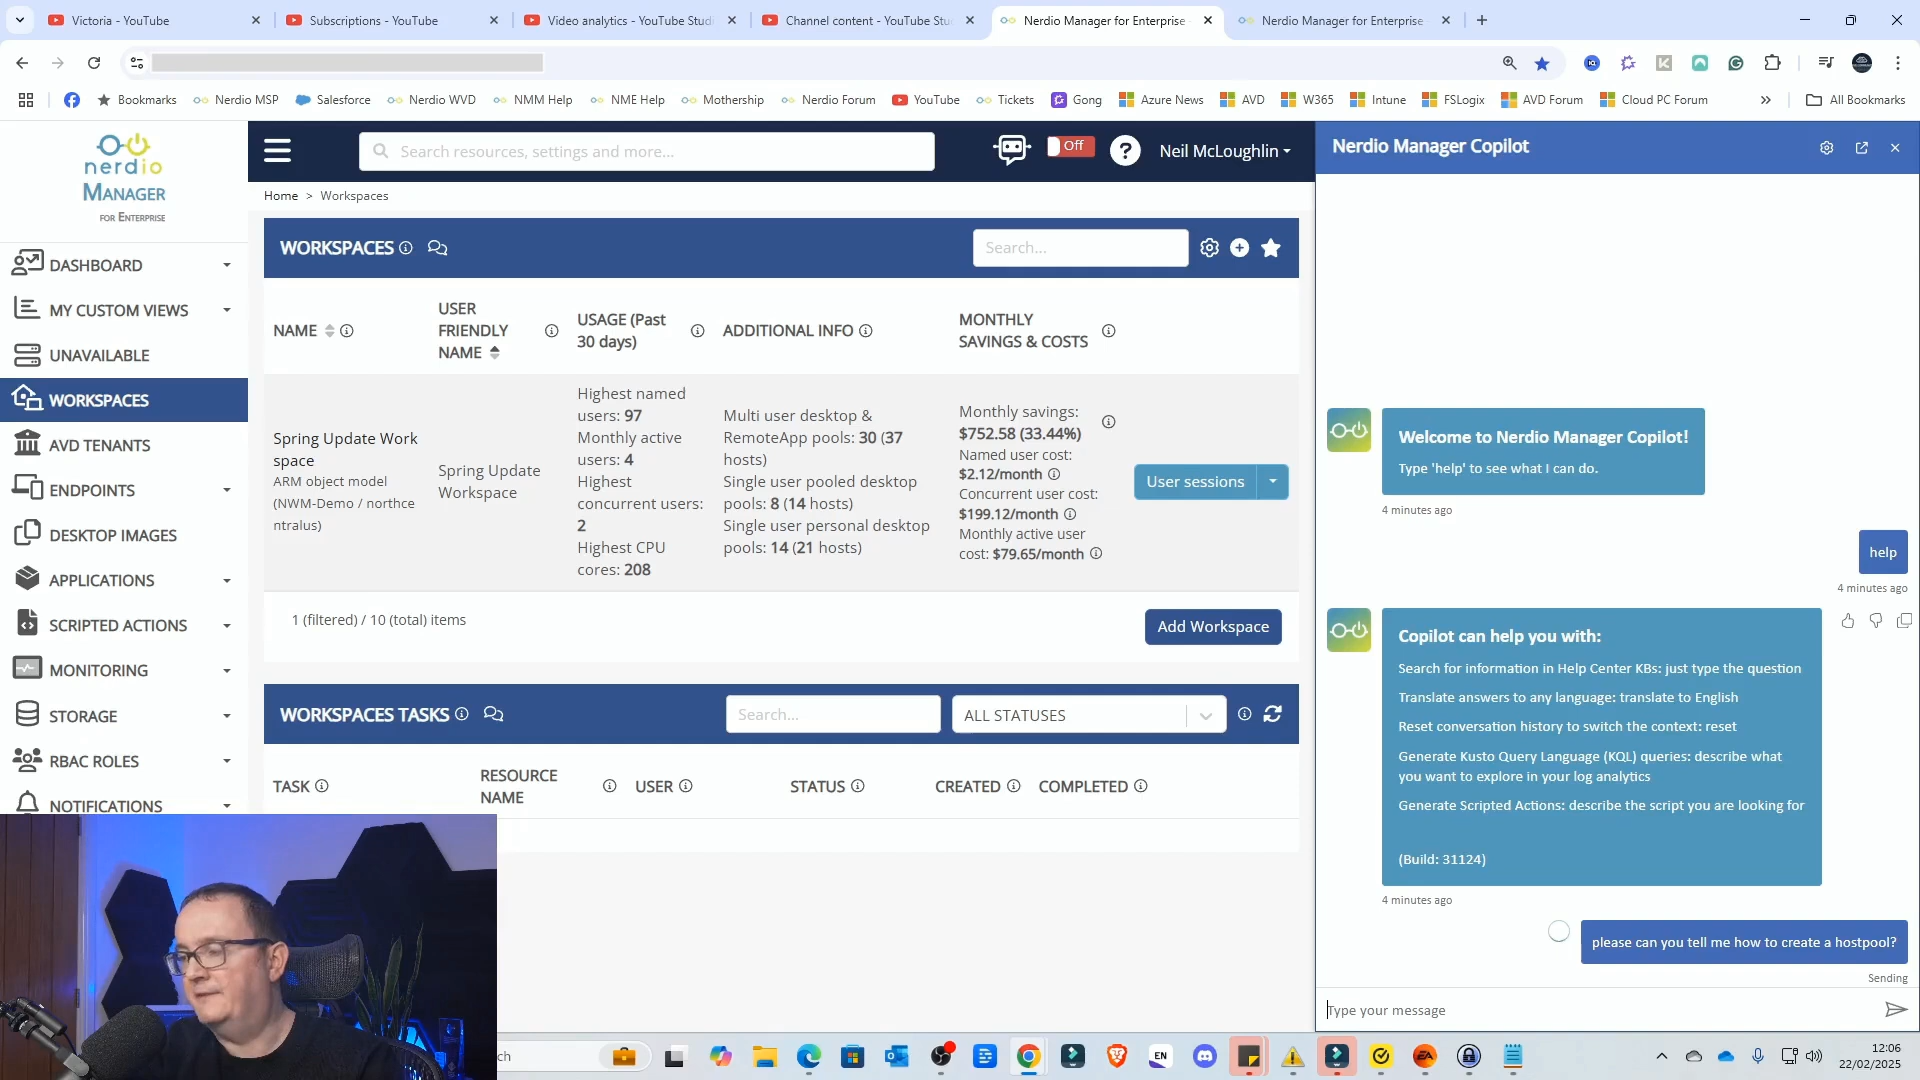 Victoria - YouTube
Subscriptions - YouTube
Video analytics - YouTube Studi
Channel content - YouTube Stu
Nerdio Manager for Enterprise
Nerdio Manager for Enterprise
Bookmarks
Nerdio MSP
Salesforce
Nerdio WVD
NMM Help
NME Help
Mothership
Nerdio Forum
YouTube
Tickets
Gong
Azure News
AVD
W365
Intune
FSLogix
AVD Forum
Cloud PC Forum
All Bookmarks
nerdio
MANAGER
FOR ENTERPRISE
Search resources, settings and more...
Off
?
Neil McLoughlin
Home > Workspaces
DASHBOARD
MY CUSTOM VIEWS
UNAVAILABLE
WORKSPACES
AVD TENANTS
ENDPOINTS
DESKTOP IMAGES
APPLICATIONS
SCRIPTED ACTIONS
MONITORING
STORAGE
RBAC ROLES
NOTIFICATIONS
WORKSPACES
Search...
NAME
USER
FRIENDLY
NAME
USAGE (Past
30 days)
ADDITIONAL INFO
MONTHLY
SAVINGS & COSTS
Spring Update Work
space
ARM object model
(NWM-Demo / northce
ntralus)
Spring Update
Workspace
Highest named
users: 97
Monthly active
users: 4
Highest
concurrent users:
2
Highest CPU
cores: 208
Multi user desktop &
RemoteApp pools: 30 (37
hosts)
Single user pooled desktop
pools: 8 (14 hosts)
Single user personal desktop
pools: 14 (21 hosts)
Monthly savings:
$752.58 (33.44%)
Named user cost:
$2.12/month
Concurrent user cost:
$199.12/month
Monthly active user
cost: $79.65/month
User sessions
1 (filtered) / 10 (total) items
Add Workspace
WORKSPACES TASKS
Search...
ALL STATUSES
TASK
RESOURCE
NAME
USER
STATUS
CREATED
COMPLETED
Nerdio Manager Copilot
Welcome to Nerdio Manager Copilot!
Type 'help' to see what I can do.
4 minutes ago
help
4 minutes ago
Copilot can help you with:
Search for information in Help Center KBs: just type the question
Translate answers to any language: translate to English
Reset conversation history to switch the context: reset
Generate Kusto Query Language (KQL) queries: describe what
you want to explore in your log analytics
Generate Scripted Actions: describe the script you are looking for
(Build: 31124)
4 minutes ago
please can you tell me how to create a hostpool?
Sending
Type your message
ch
EN
EA
12:06
22/02/2025